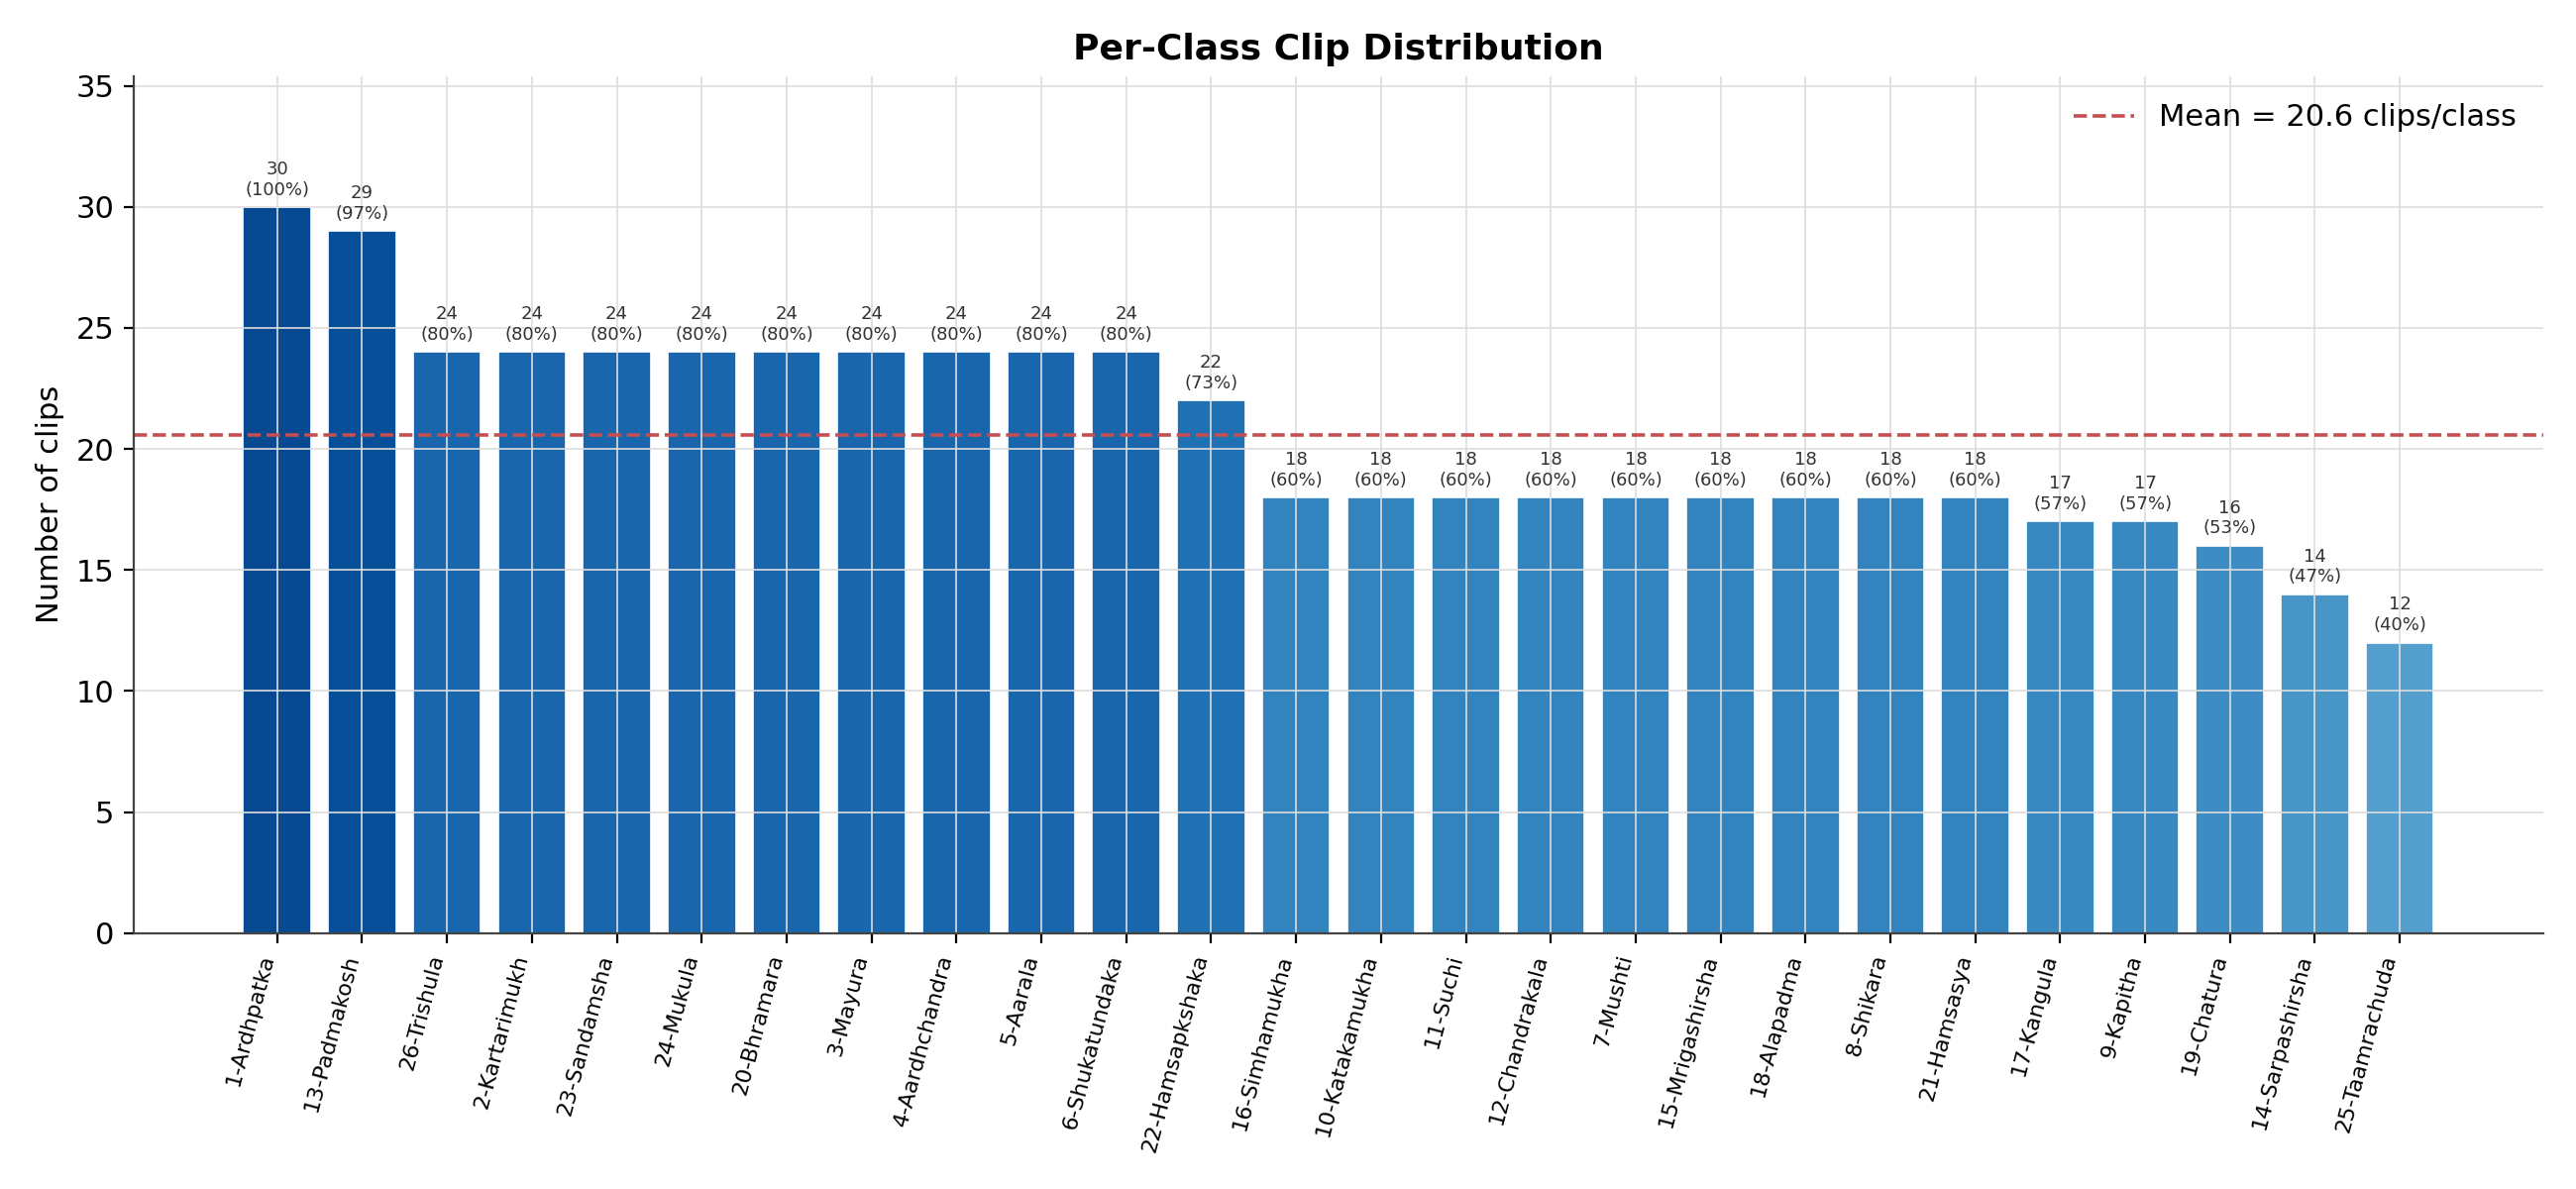 Per-Class Clip Distribution
Mean = 20.6 clips/class
Number of clips
35
30
25
20
15
10
5
0
30
(100%)
29
(97%)
24
(80%)
24
(80%)
24
(80%)
24
(80%)
24
(80%)
24
(80%)
24
(80%)
24
(80%)
24
(80%)
22
(73%)
18
(60%)
18
(60%)
18
(60%)
18
(60%)
18
(60%)
18
(60%)
18
(60%)
18
(60%)
18
(60%)
17
(57%)
17
(57%)
16
(53%)
14
(47%)
12
(40%)
1-Ardhpatka
13-Padmakosh
26-Trishula
2-Kartarimukh
23-Sandamsha
24-Mukula
20-Bhramara
3-Mayura
4-Aardhchandra
5-Aarala
6-Shukatundaka
22-Hamsapkshaka
16-Simhamukha
10-Katakamukha
11-Suchi
12-Chandrakala
7-Mushti
15-Mrigashirsha
18-Alapadma
8-Shikara
21-Hamsasya
17-Kangula
9-Kapitha
19-Chatura
14-Sarpashirsha
25-Taamrachuda